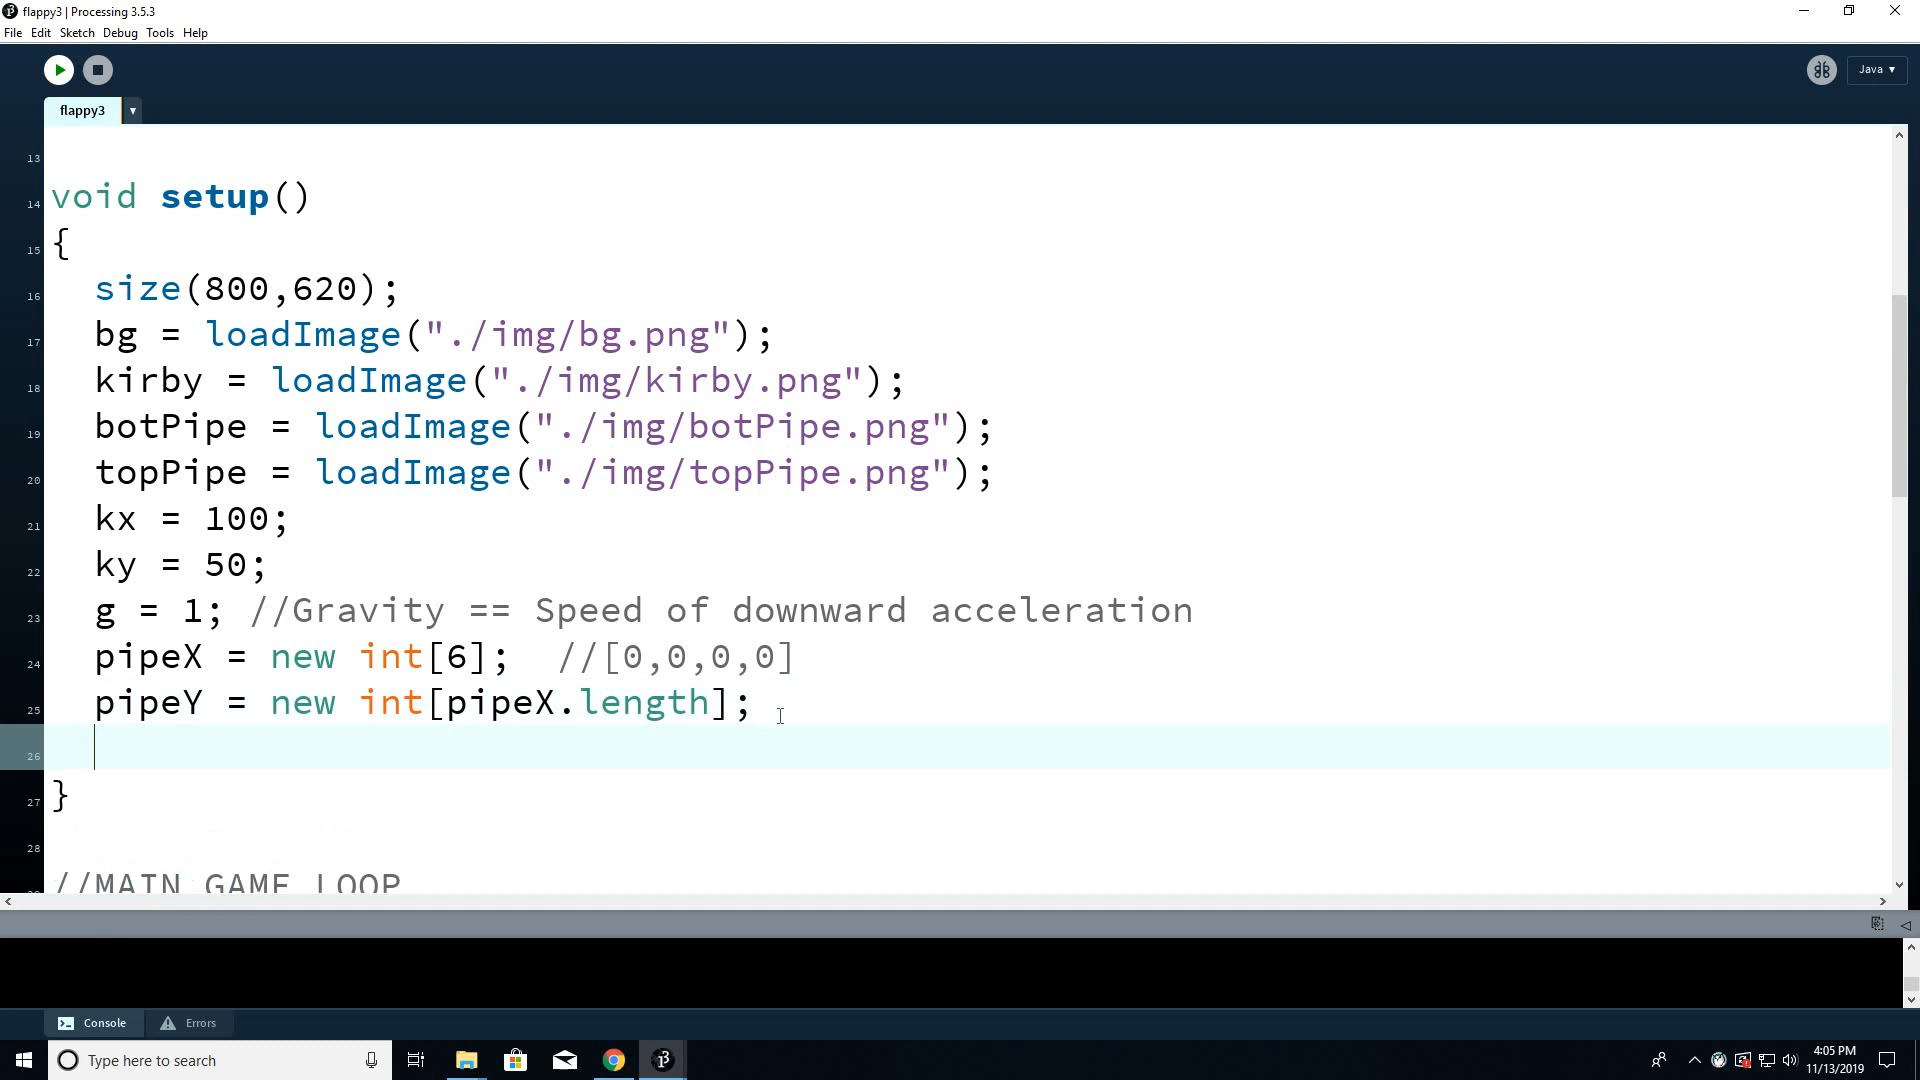 flappy3 | Processing 3.5.3
File Edit Sketch Debug Tools Help
Java ▾
flappy3 ▾
13
14 void setup()
15 {
16 size(800,620);
17 bg = loadImage("./img/bg.png");
18 kirby = loadImage("./img/kirby.png");
19 botPipe = loadImage("./img/botPipe.png");
20 topPipe = loadImage("./img/topPipe.png");
21 kx = 100;
22 ky = 50;
23 g = 1; //Gravity == Speed of downward acceleration
24 pipeX = new int[6];  //[0,0,0,0]
25 pipeY = new int[pipeX.length];
26
27 }
28
//MAIN GAME LOOP
Console Errors
Type here to search
4:05 PM
11/13/2019